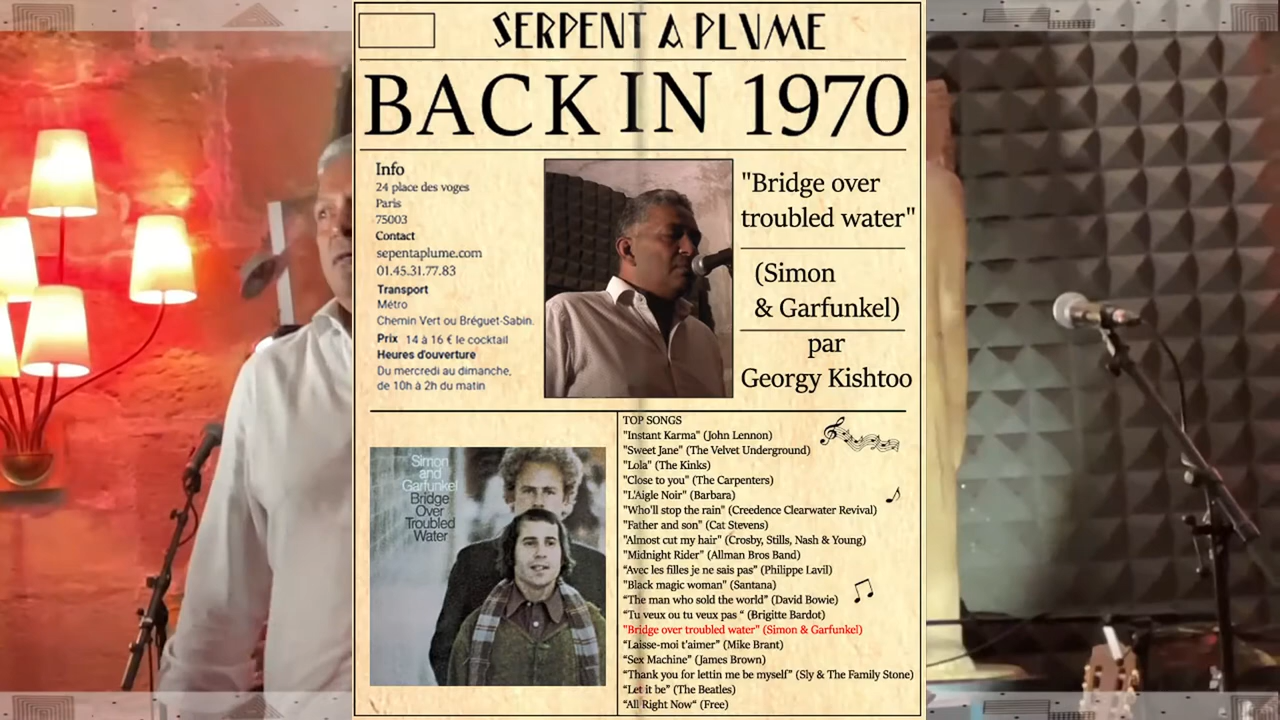 SERPENT A PLVME
BACK IN 1970
Info
24 place des voges
Paris
75003
Contact
sepentaplume.com
01.45.31.77.83
Transport
Métro
Chemin Vert ou Bréguet-Sabin.
Prix 14 à 16 € le cocktail
Heures d'ouverture
Du mercredi au dimanche,
de 10h à 2h du matin
"Bridge over
troubled water"
(Simon
& Garfunkel)
par
Georgy Kishtoo
Simon
and
Garfunkel
Bridge
Over
Troubled
Water
TOP SONGS
"Instant Karma" (John Lennon)
"Sweet Jane" (The Velvet Underground)
"Lola" (The Kinks)
"Close to you" (The Carpenters)
"L'Aigle Noir" (Barbara)
"Who'll stop the rain" (Creedence Clearwater Revival)
"Father and son" (Cat Stevens)
"Almost cut my hair" (Crosby, Stills, Nash & Young)
"Midnight Rider" (Allman Bros Band)
“Avec les filles je ne sais pas” (Philippe Lavil)
"Black magic woman" (Santana)
“The man who sold the world” (David Bowie)
“Tu veux ou tu veux pas “ (Brigitte Bardot)
"Bridge over troubled water" (Simon & Garfunkel)
“Laisse-moi t’aimer” (Mike Brant)
“Sex Machine” (James Brown)
“Thank you for lettin me be myself” (Sly & The Family Stone)
“Let it be” (The Beatles)
“All Right Now“ (Free)